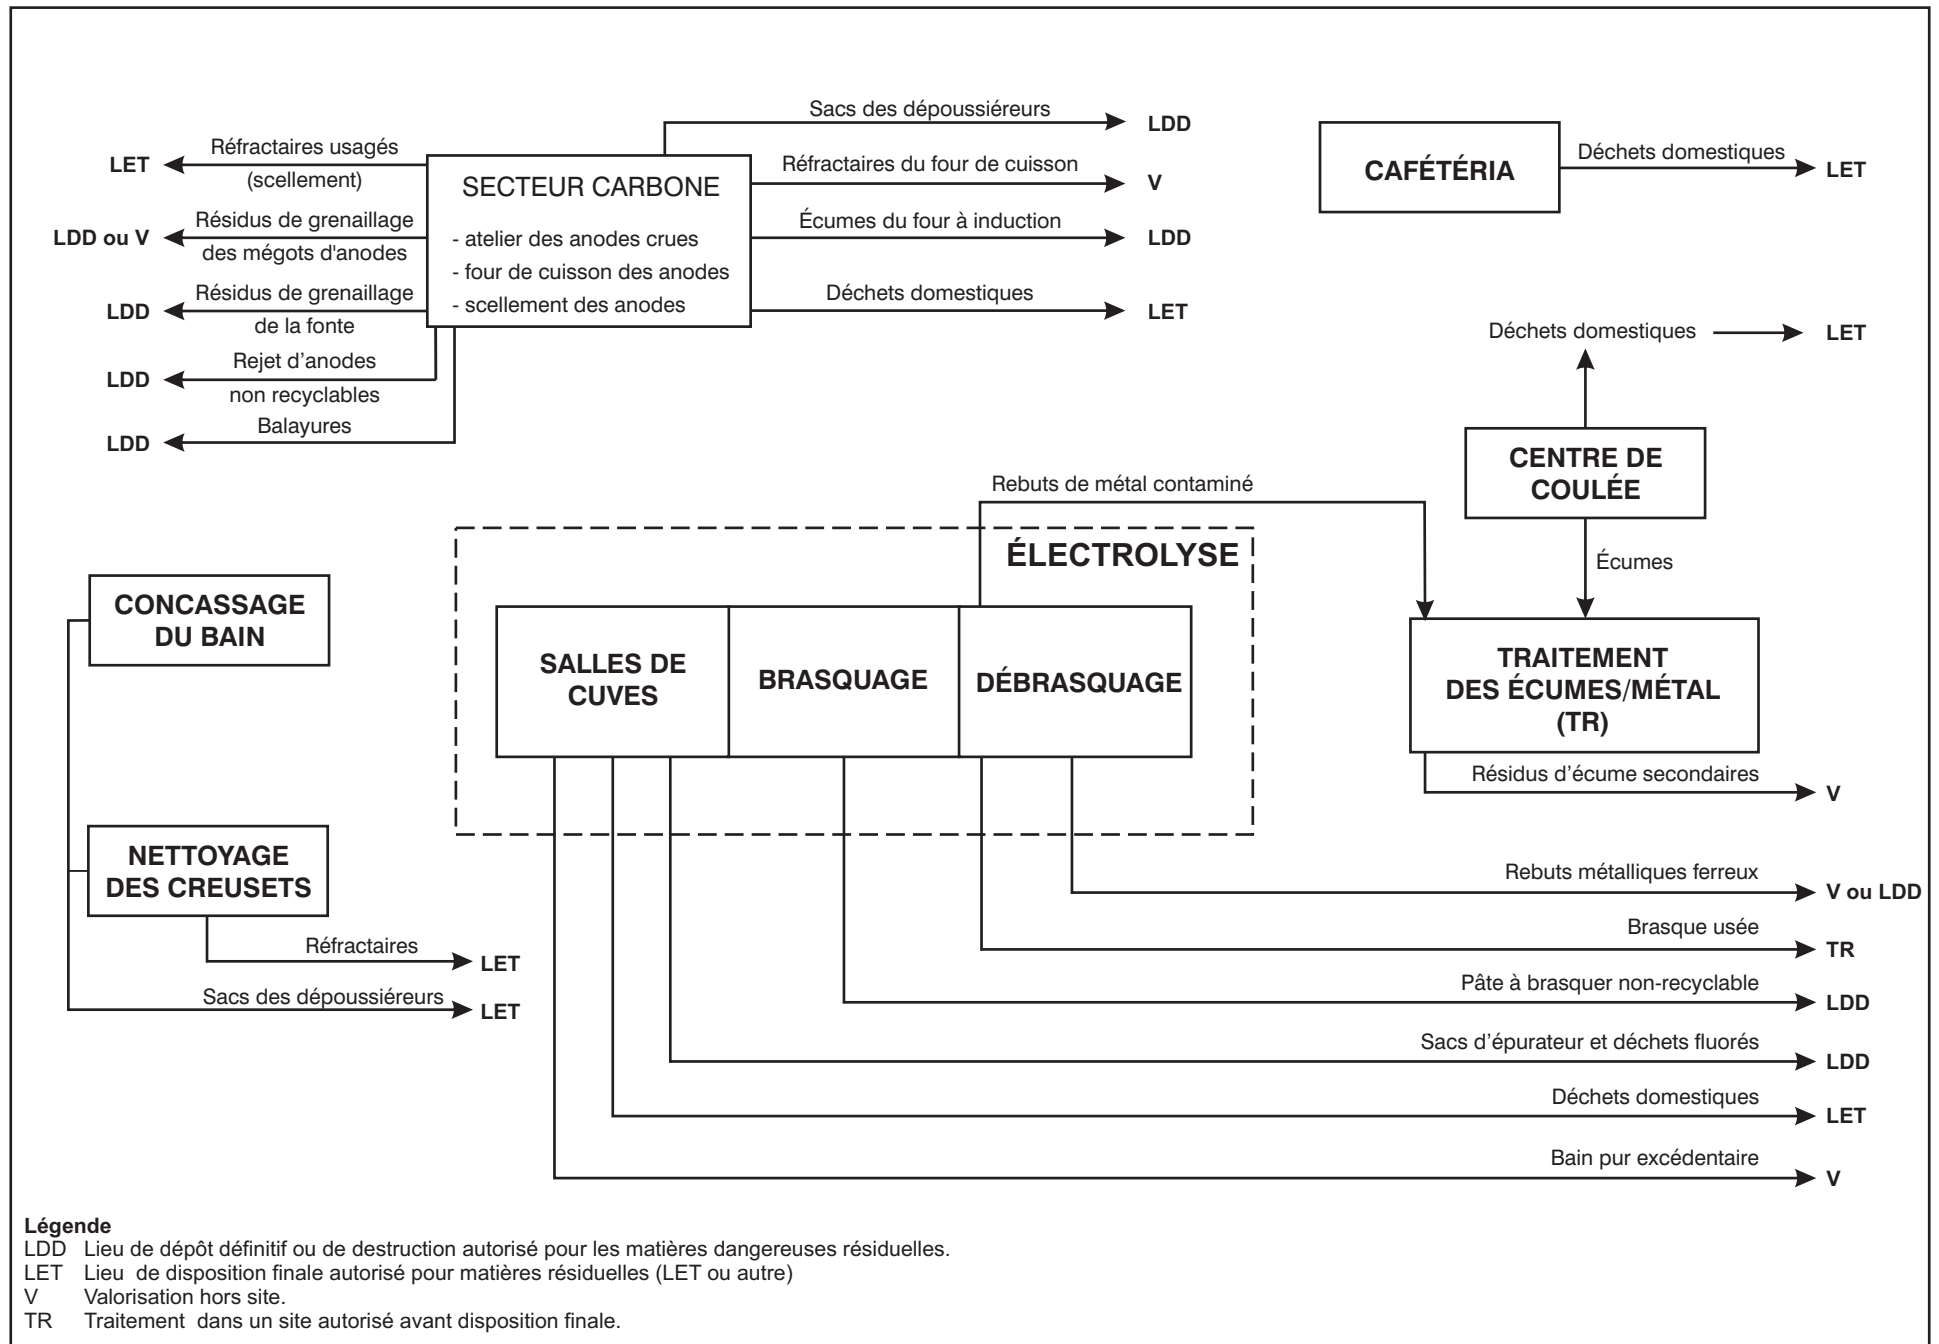 Sacs des dépoussiéreurs
LDD
Réfractaires usagés
(scellement)
LET
Résidus de grenaillage
des mégots d'anodes
LDD ou V
Résidus de grenaillage
de la fonte
LDD
Rejet d'anodes
non recyclables
LDD
Balayures
LDD
SECTEUR CARBONE
- atelier des anodes crues
- four de cuisson des anodes
- scellement des anodes
Réfractaires du four de cuisson
V
Écumes du four à induction
LDD
Déchets domestiques
LET
CAFÉTÉRIA
Déchets domestiques
LET
Déchets domestiques
LET
CENTRE DE
COULÉE
Écumes
Rebuts de métal contaminé
ÉLECTROLYSE
SALLES DE
CUVES
BRASQUAGE
DÉBRASQUAGE
TRAITEMENT
DES ÉCUMES/MÉTAL
(TR)
Résidus d'écume secondaires
V
CONCASSAGE
DU BAIN
NETTOYAGE
DES CREUSETS
Réfractaires
LET
Sacs des dépoussiéreurs
LET
Rebuts métalliques ferreux
V ou LDD
Brasque usée
TR
Pâte à brasquer non-recyclable
LDD
Sacs d'épurateur et déchets fluorés
LDD
Déchets domestiques
LET
Bain pur excédentaire
V
Légende
LDD Lieu de dépôt définitif ou de destruction autorisé pour les matières dangereuses résiduelles.
LET Lieu de disposition finale autorisé pour matières résiduelles (LET ou autre)
V Valorisation hors site.
TR Traitement dans un site autorisé avant disposition finale.